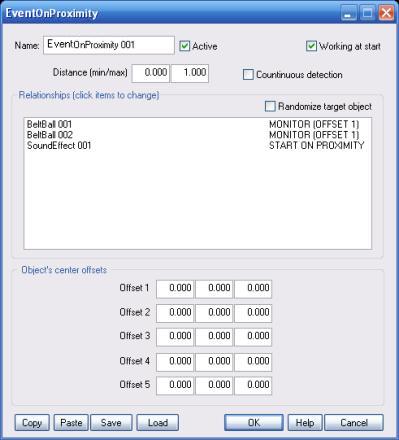 EventOnProximity
Name: EventOnProximity 001 Active Working at start
Distance (min/max) 0.000 1.000 Countinuous detection
Relationships (click items to change)
Randomize target object
BeltBall 001 MONITOR (OFFSET 1)
BeltBall 002 MONITOR (OFFSET 1)
SoundEffect 001 START ON PROXIMITY
Object's center offsets
Offset 1 0.000 0.000 0.000
Offset 2 0.000 0.000 0.000
Offset 3 0.000 0.000 0.000
Offset 4 0.000 0.000 0.000
Offset 5 0.000 0.000 0.000
Copy Paste Save Load OK Help Cancel